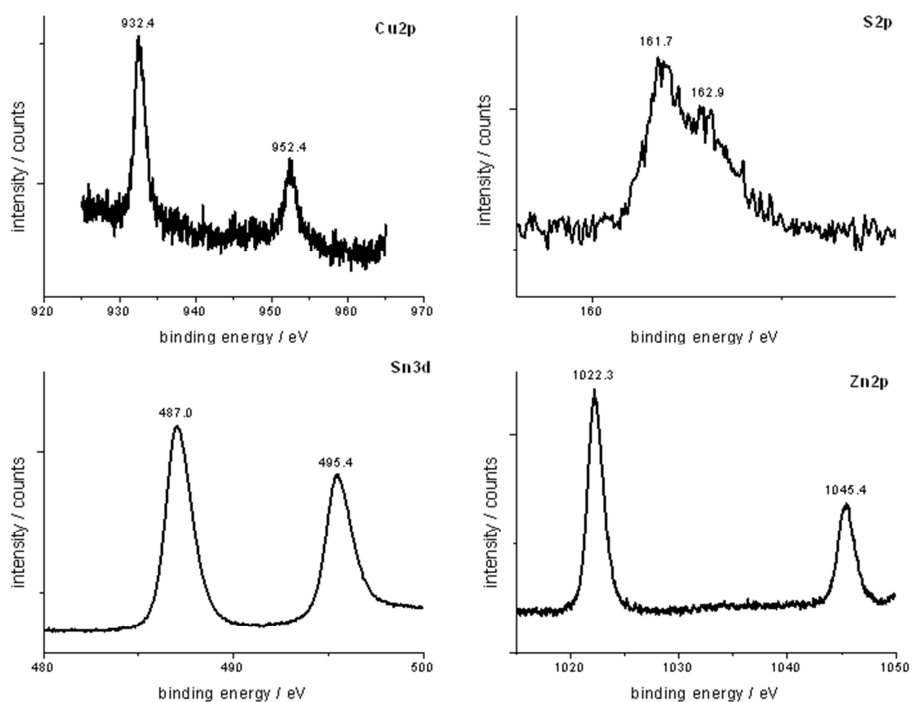 932.4
Cu2p
952.4
intensity / counts
920 930 940 950 960 970
binding energy / eV
S2p
161.7
162.9
intensity / counts
160
binding energy / eV
Sn3d
487.0
495.4
intensity / counts
480 490 500
binding energy / eV
1022.3
Zn2p
1045.4
intensity / counts
1020 1030 1040 1050
binding energy / eV